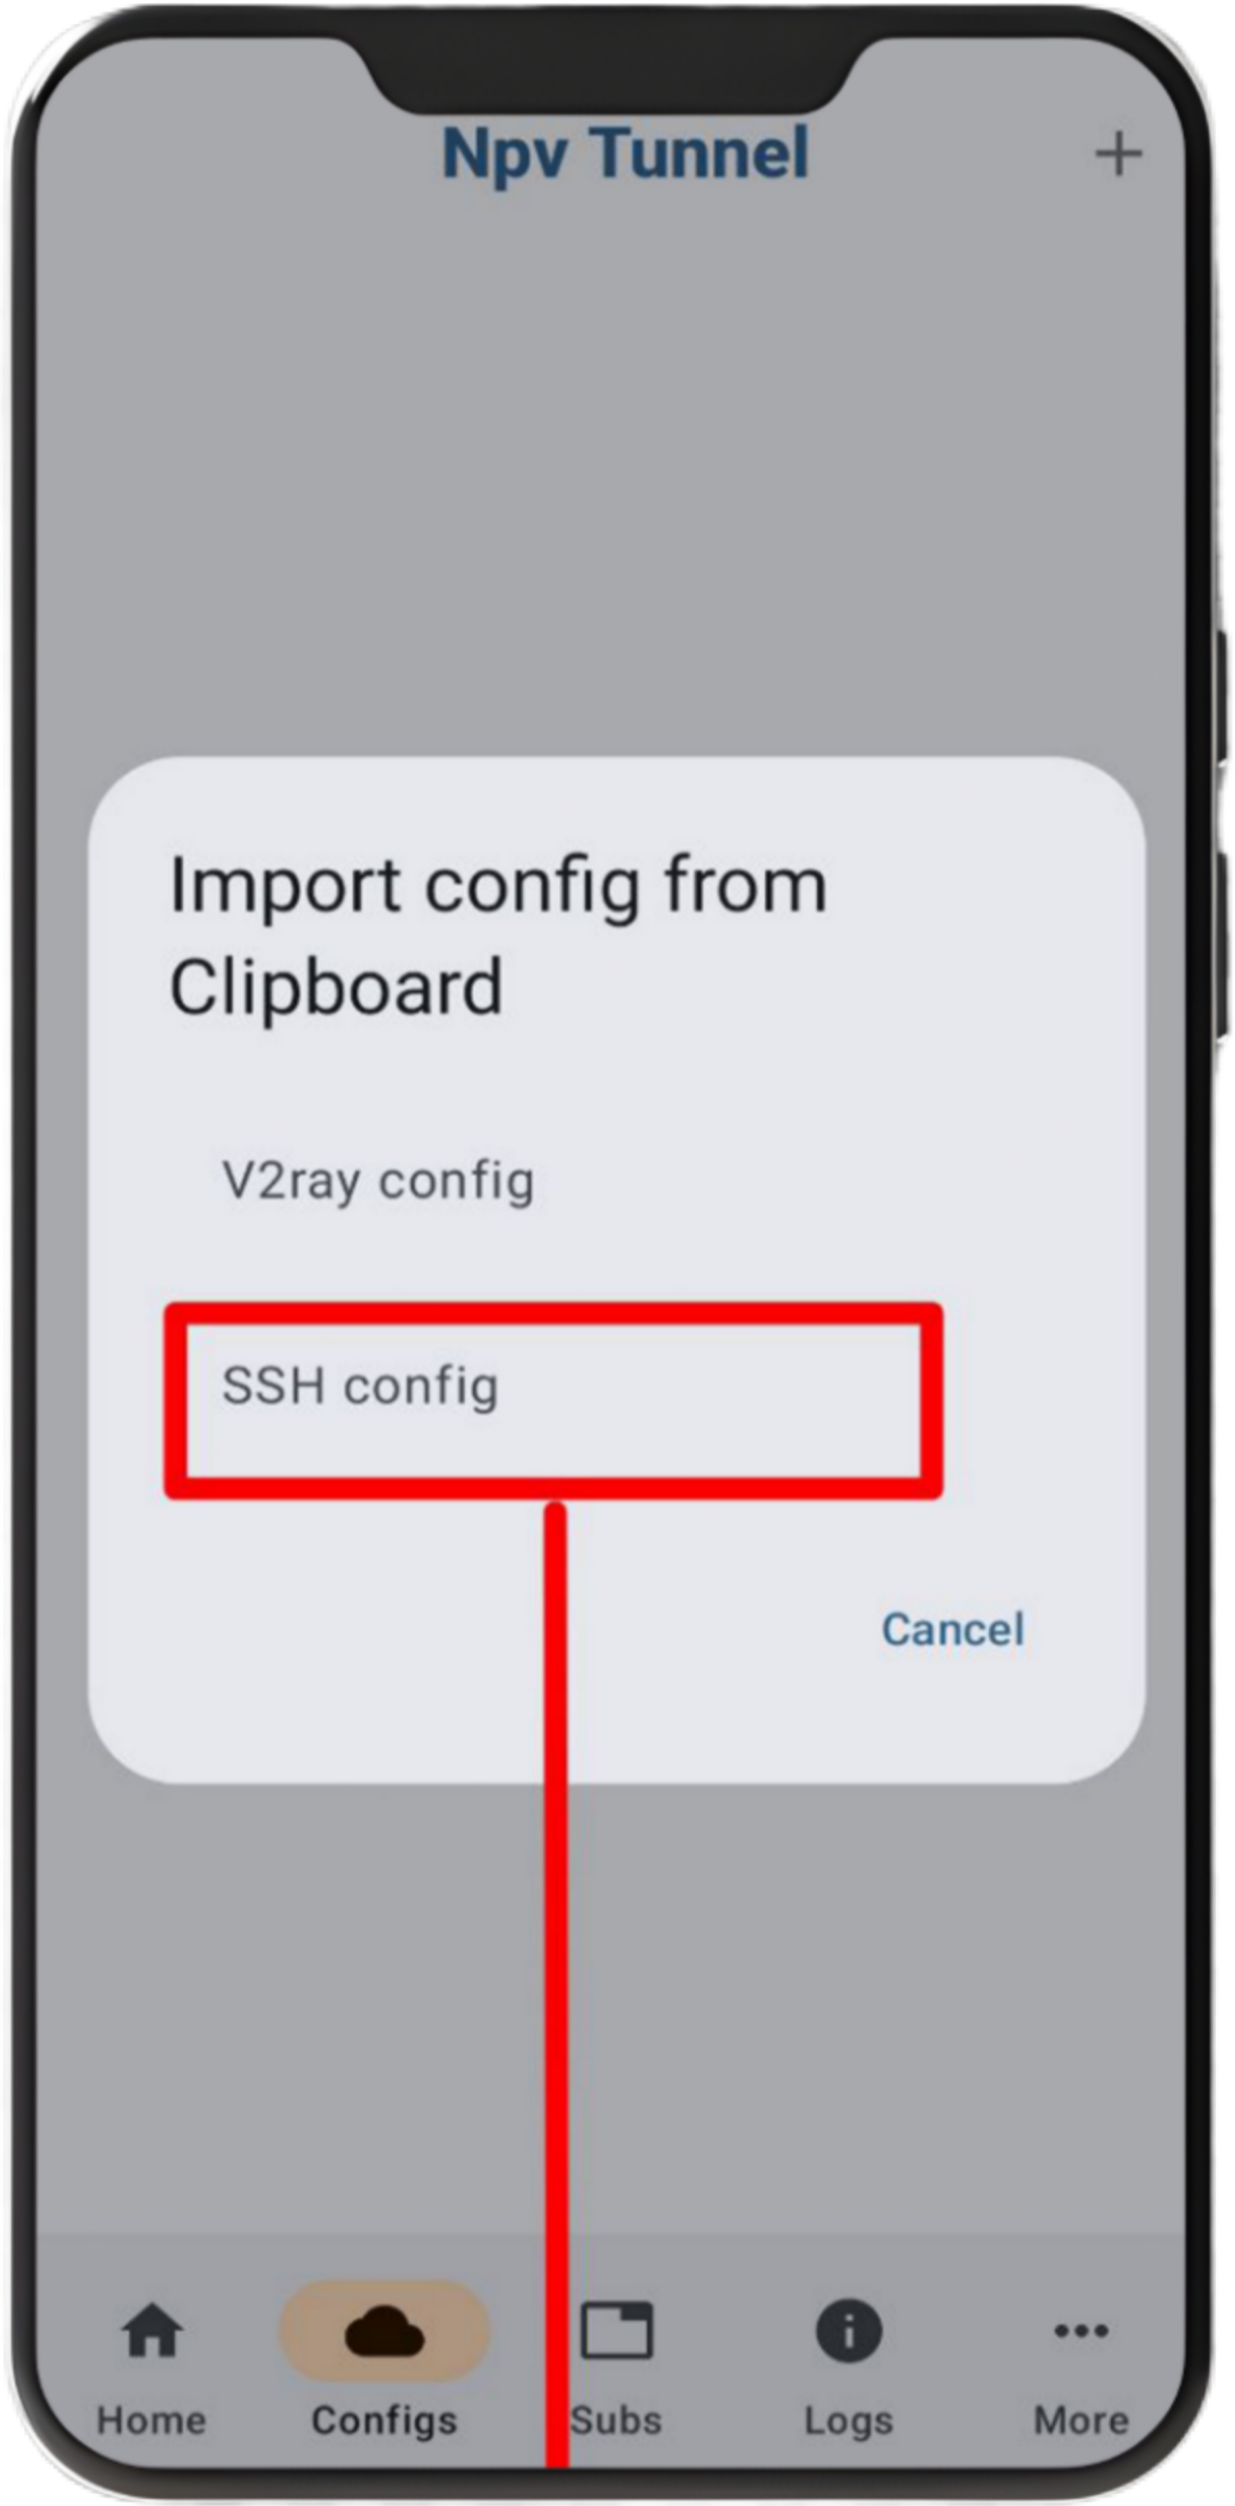 Npv Tunnel
Import config from
Clipboard
V2ray config
SSH config
Cancel
Home
Configs
Subs
Logs
More